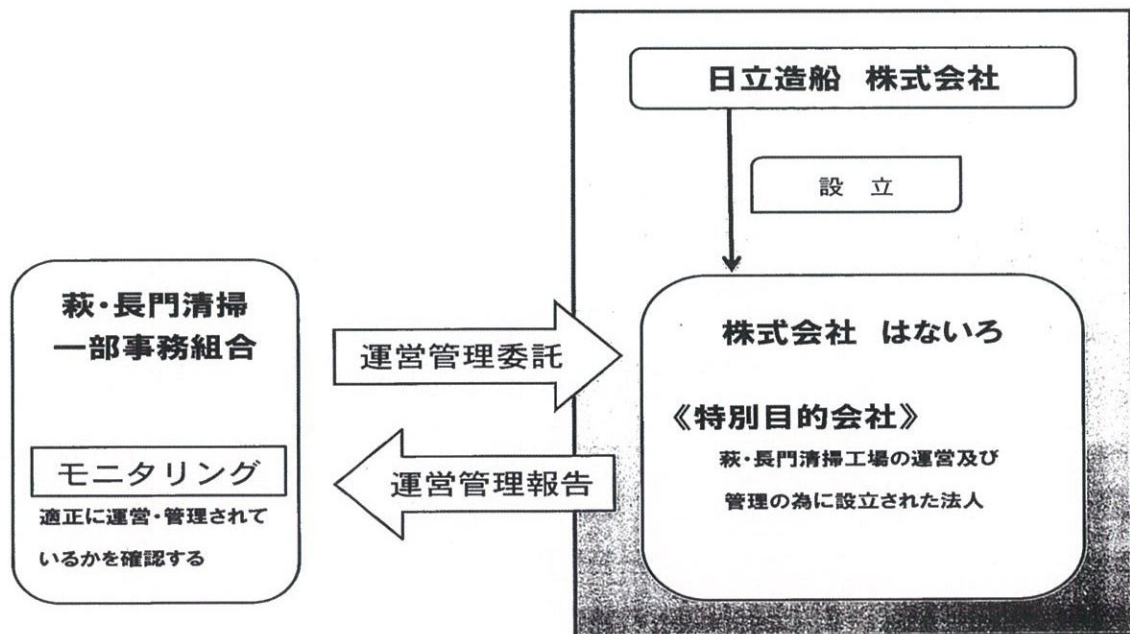 日立造船 株式会社
設 立
萩・長門清掃
一部事務組合
モニタリング
適正に運営・管理されて
いるかを確認する
運営管理委託
運営管理報告
株式会社 はないろ
《特別目的会社》
萩・長門清掃工場の運営及び
管理の為に設立された法人